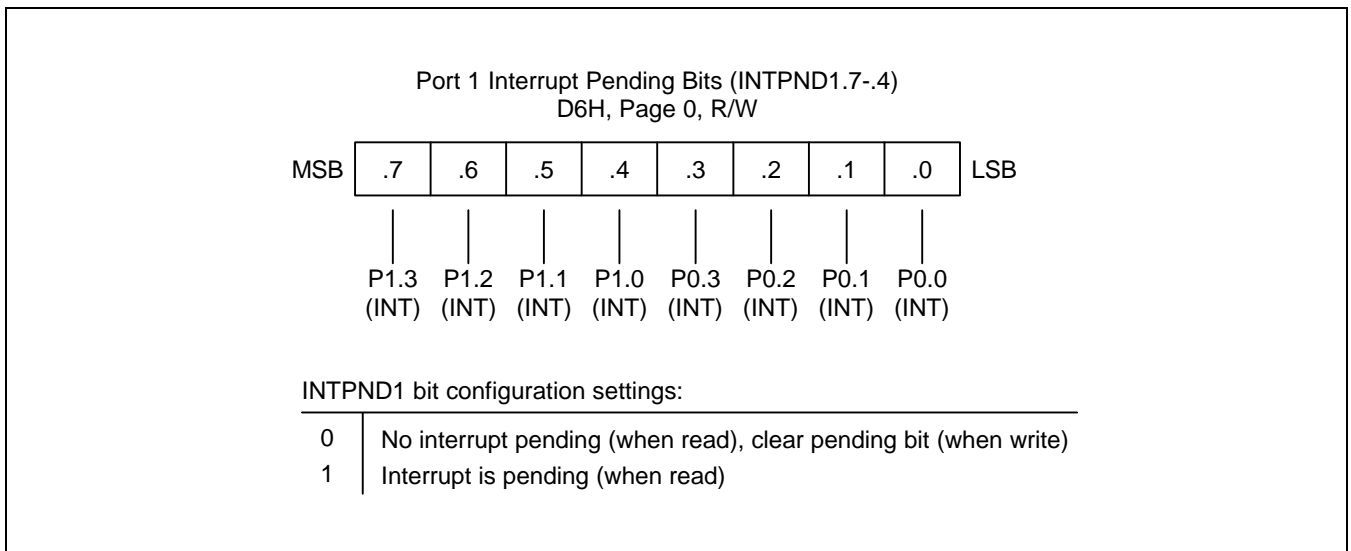 Port 1 Interrupt Pending Bits (INTPND1.7-.4)
D6H, Page 0, R/W
MSB .7 .6 .5 .4 .3 .2 .1 .0 LSB
P1.3 P1.2 P1.1 P1.0 P0.3 P0.2 P0.1 P0.0
(INT) (INT) (INT) (INT) (INT) (INT) (INT) (INT)
INTPND1 bit configuration settings:
0 No interrupt pending (when read), clear pending bit (when write)
1 Interrupt is pending (when read)